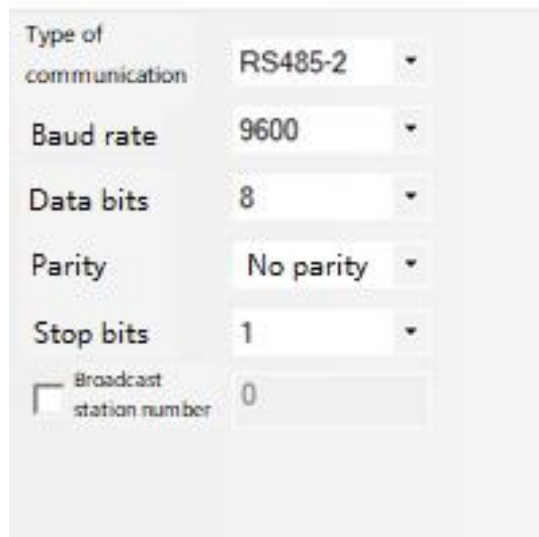 Type of
communication RS485-2
Baud rate 9600
Data bits 8
Parity No parity
Stop bits 1
Broadcast
station number 0